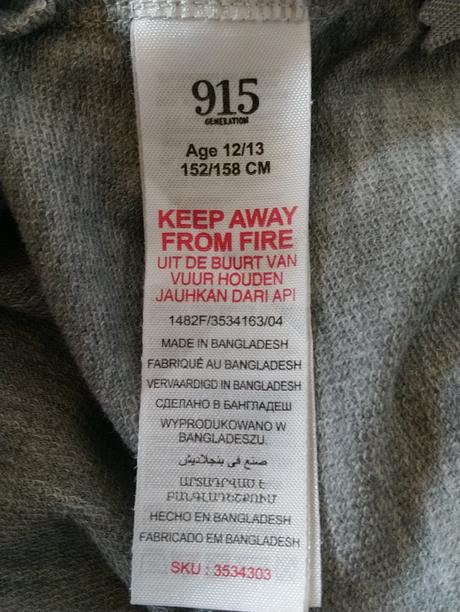 915
GENERATION
Age 12/13
152/158 CM
KEEP AWAY
FROM FIRE
UIT DE BUURT VAN
VUUR HOUDEN
JAUHKAN DARI API
1482F/3534163/04
MADE IN BANGLADESH
FABRIQUÉ AU BANGLADESH
VERVAARDIGD IN BANGLADESH
СДЕЛАНО В БАНГЛАДЕШ
WYPRODUKOWANO W
BANGLADESZU.
صنع في بنجلاديش
ԱՐՏԱԴՐՎԱԾ Է
ԲԱՆԳԼԱԴԵՇՈՒՄ
HECHO EN BANGLADESH
FABRICADO EM BANGLADESH
SKU : 3534303